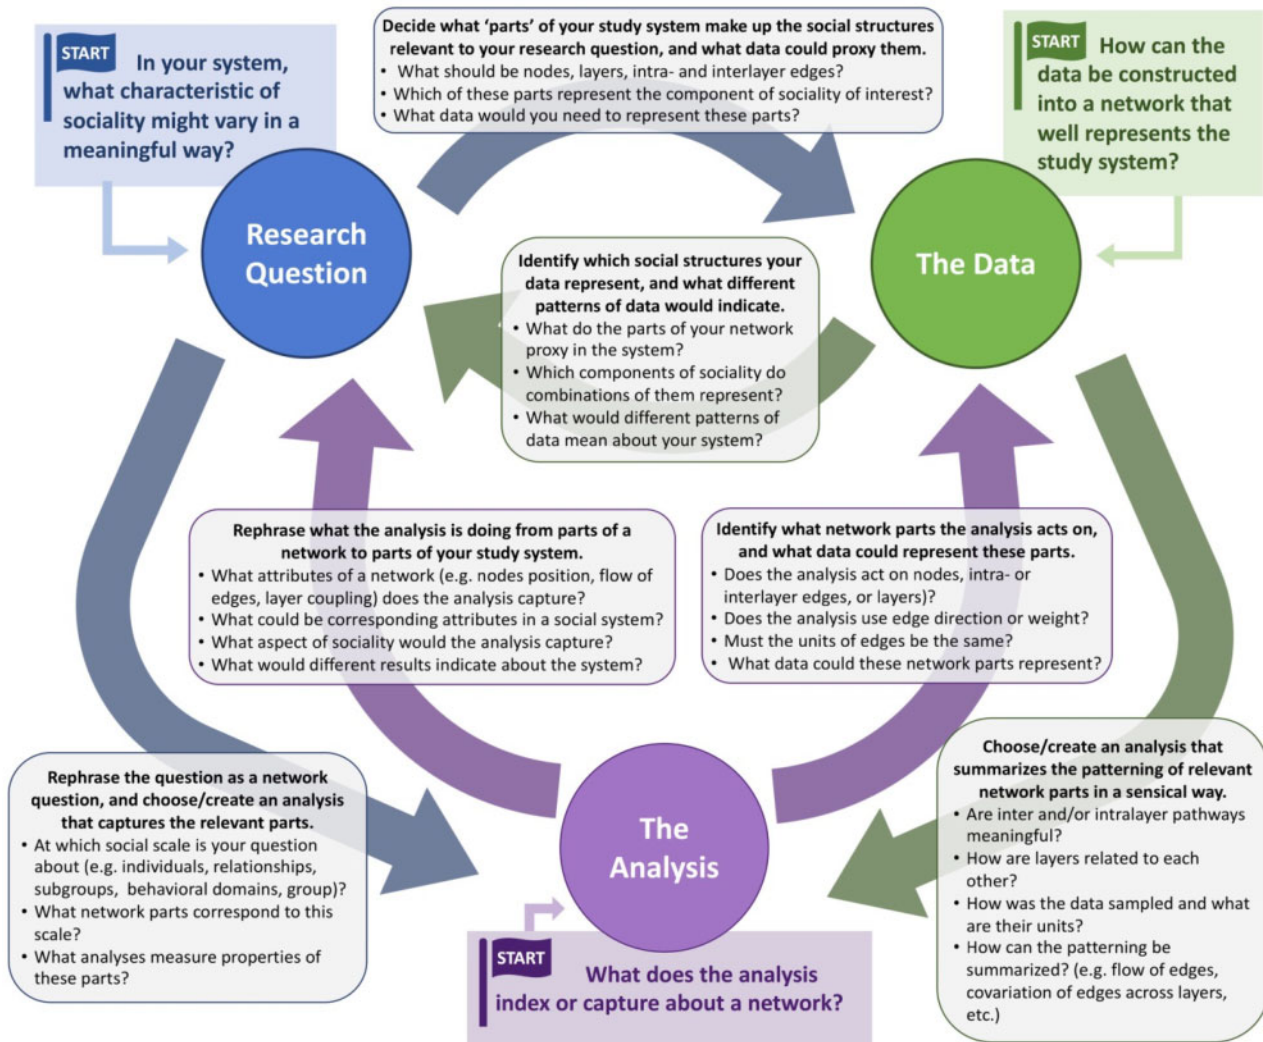 START In your system,
what characteristic of
sociality might vary in a
meaningful way?
Decide what ‘parts’ of your study system make up the social structures
relevant to your research question, and what data could proxy them.
• What should be nodes, layers, intra- and interlayer edges?
• Which of these parts represent the component of sociality of interest?
• What data would you need to represent these parts?
START How can the
data be constructed
into a network that
well represents the
study system?
Research
Question
The Data
Identify which social structures your
data represent, and what different
patterns of data would indicate.
• What do the parts of your network
proxy in the system?
• Which components of sociality do
combinations of them represent?
• What would different patterns of
data mean about your system?
Rephrase what the analysis is doing from parts of a
network to parts of your study system.
• What attributes of a network (e.g. nodes position, flow of
edges, layer coupling) does the analysis capture?
• What could be corresponding attributes in a social system?
• What aspect of sociality would the analysis capture?
• What would different results indicate about the system?
Identify what network parts the analysis acts on,
and what data could represent these parts.
• Does the analysis act on nodes, intra- or
interlayer edges, or layers)?
• Does the analysis use edge direction or weight?
• Must the units of edges be the same?
• What data could these network parts represent?
Rephrase the question as a network
question, and choose/create an analysis
that captures the relevant parts.
• At which social scale is your question
about (e.g. individuals, relationships,
subgroups, behavioral domains, group)?
• What network parts correspond to this
scale?
• What analyses measure properties of
these parts?
The
Analysis
START What does the analysis
index or capture about a network?
Choose/create an analysis that
summarizes the patterning of relevant
network parts in a sensical way.
• Are inter and/or intralayer pathways
meaningful?
• How are layers related to each
other?
• How was the data sampled and what
are their units?
• How can the patterning be
summarized? (e.g. flow of edges,
covariation of edges across layers,
etc.)